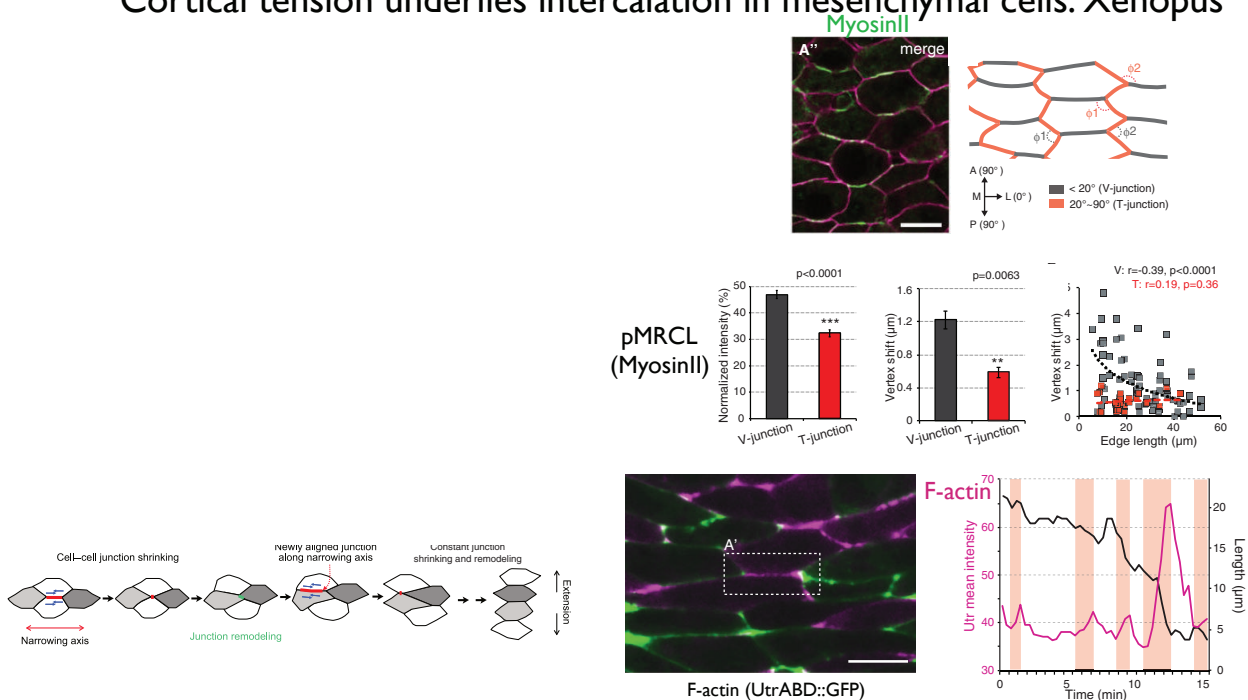 Cortical tension underlies intercalation in mesenchymal cells: Xenopus
MyosinII
A''
merge
ϕ2
ϕ1
ϕ1
ϕ2
A (90°)
M
L (0°)
P (90°)
< 20° (V-junction)
20°~90° (T-junction)
pMRCL
(MyosinII)
p<0.0001
Normalized intensity (%)
50
40
30
20
10
0
***
V-junction
T-junction
p=0.0063
Vertex shift (µm)
1.6
1.2
0.8
0.4
0
**
V-junction
T-junction
V: r=-0.39, p<0.0001
T: r=0.19, p=0.36
Vertex shift (µm)
5
4
3
2
1
0
0
20
40
60
Edge length (µm)
Cell–cell junction shrinking
Newly aligned junction
along narrowing axis
Constant junction
shrinking and remodeling
Narrowing axis
Junction remodeling
Extension
A'
F-actin (UtrABD::GFP)
F-actin
Utr mean intensity
70
60
50
40
30
20
15
10
5
0
Length (µm)
0
5
10
15
Time (min)